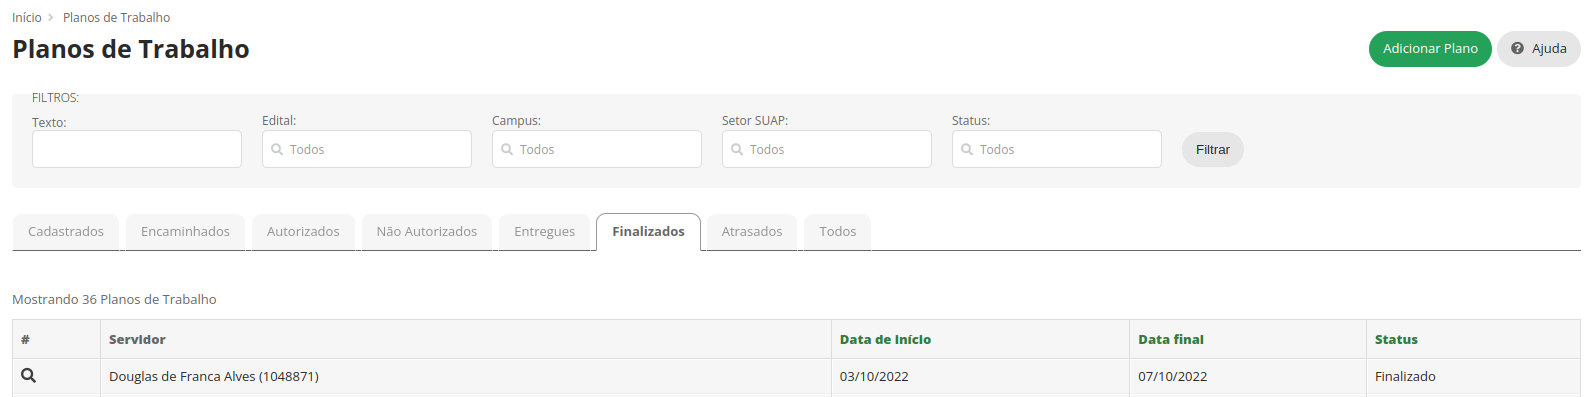 Início > Planos de Trabalho
Planos de Trabalho
Adicionar Plano
Ajuda
FILTROS:
Texto:
Edital:
Campus:
Setor SUAP:
Status:
Todos
Todos
Todos
Todos
Filtrar
Cadastrados
Encaminhados
Autorizados
Não Autorizados
Entregues
Finalizados
Atrasados
Todos
Mostrando 36 Planos de Trabalho
# Servidor Data de Início Data final Status
Douglas de Franca Alves (1048871) 03/10/2022 07/10/2022 Finalizado